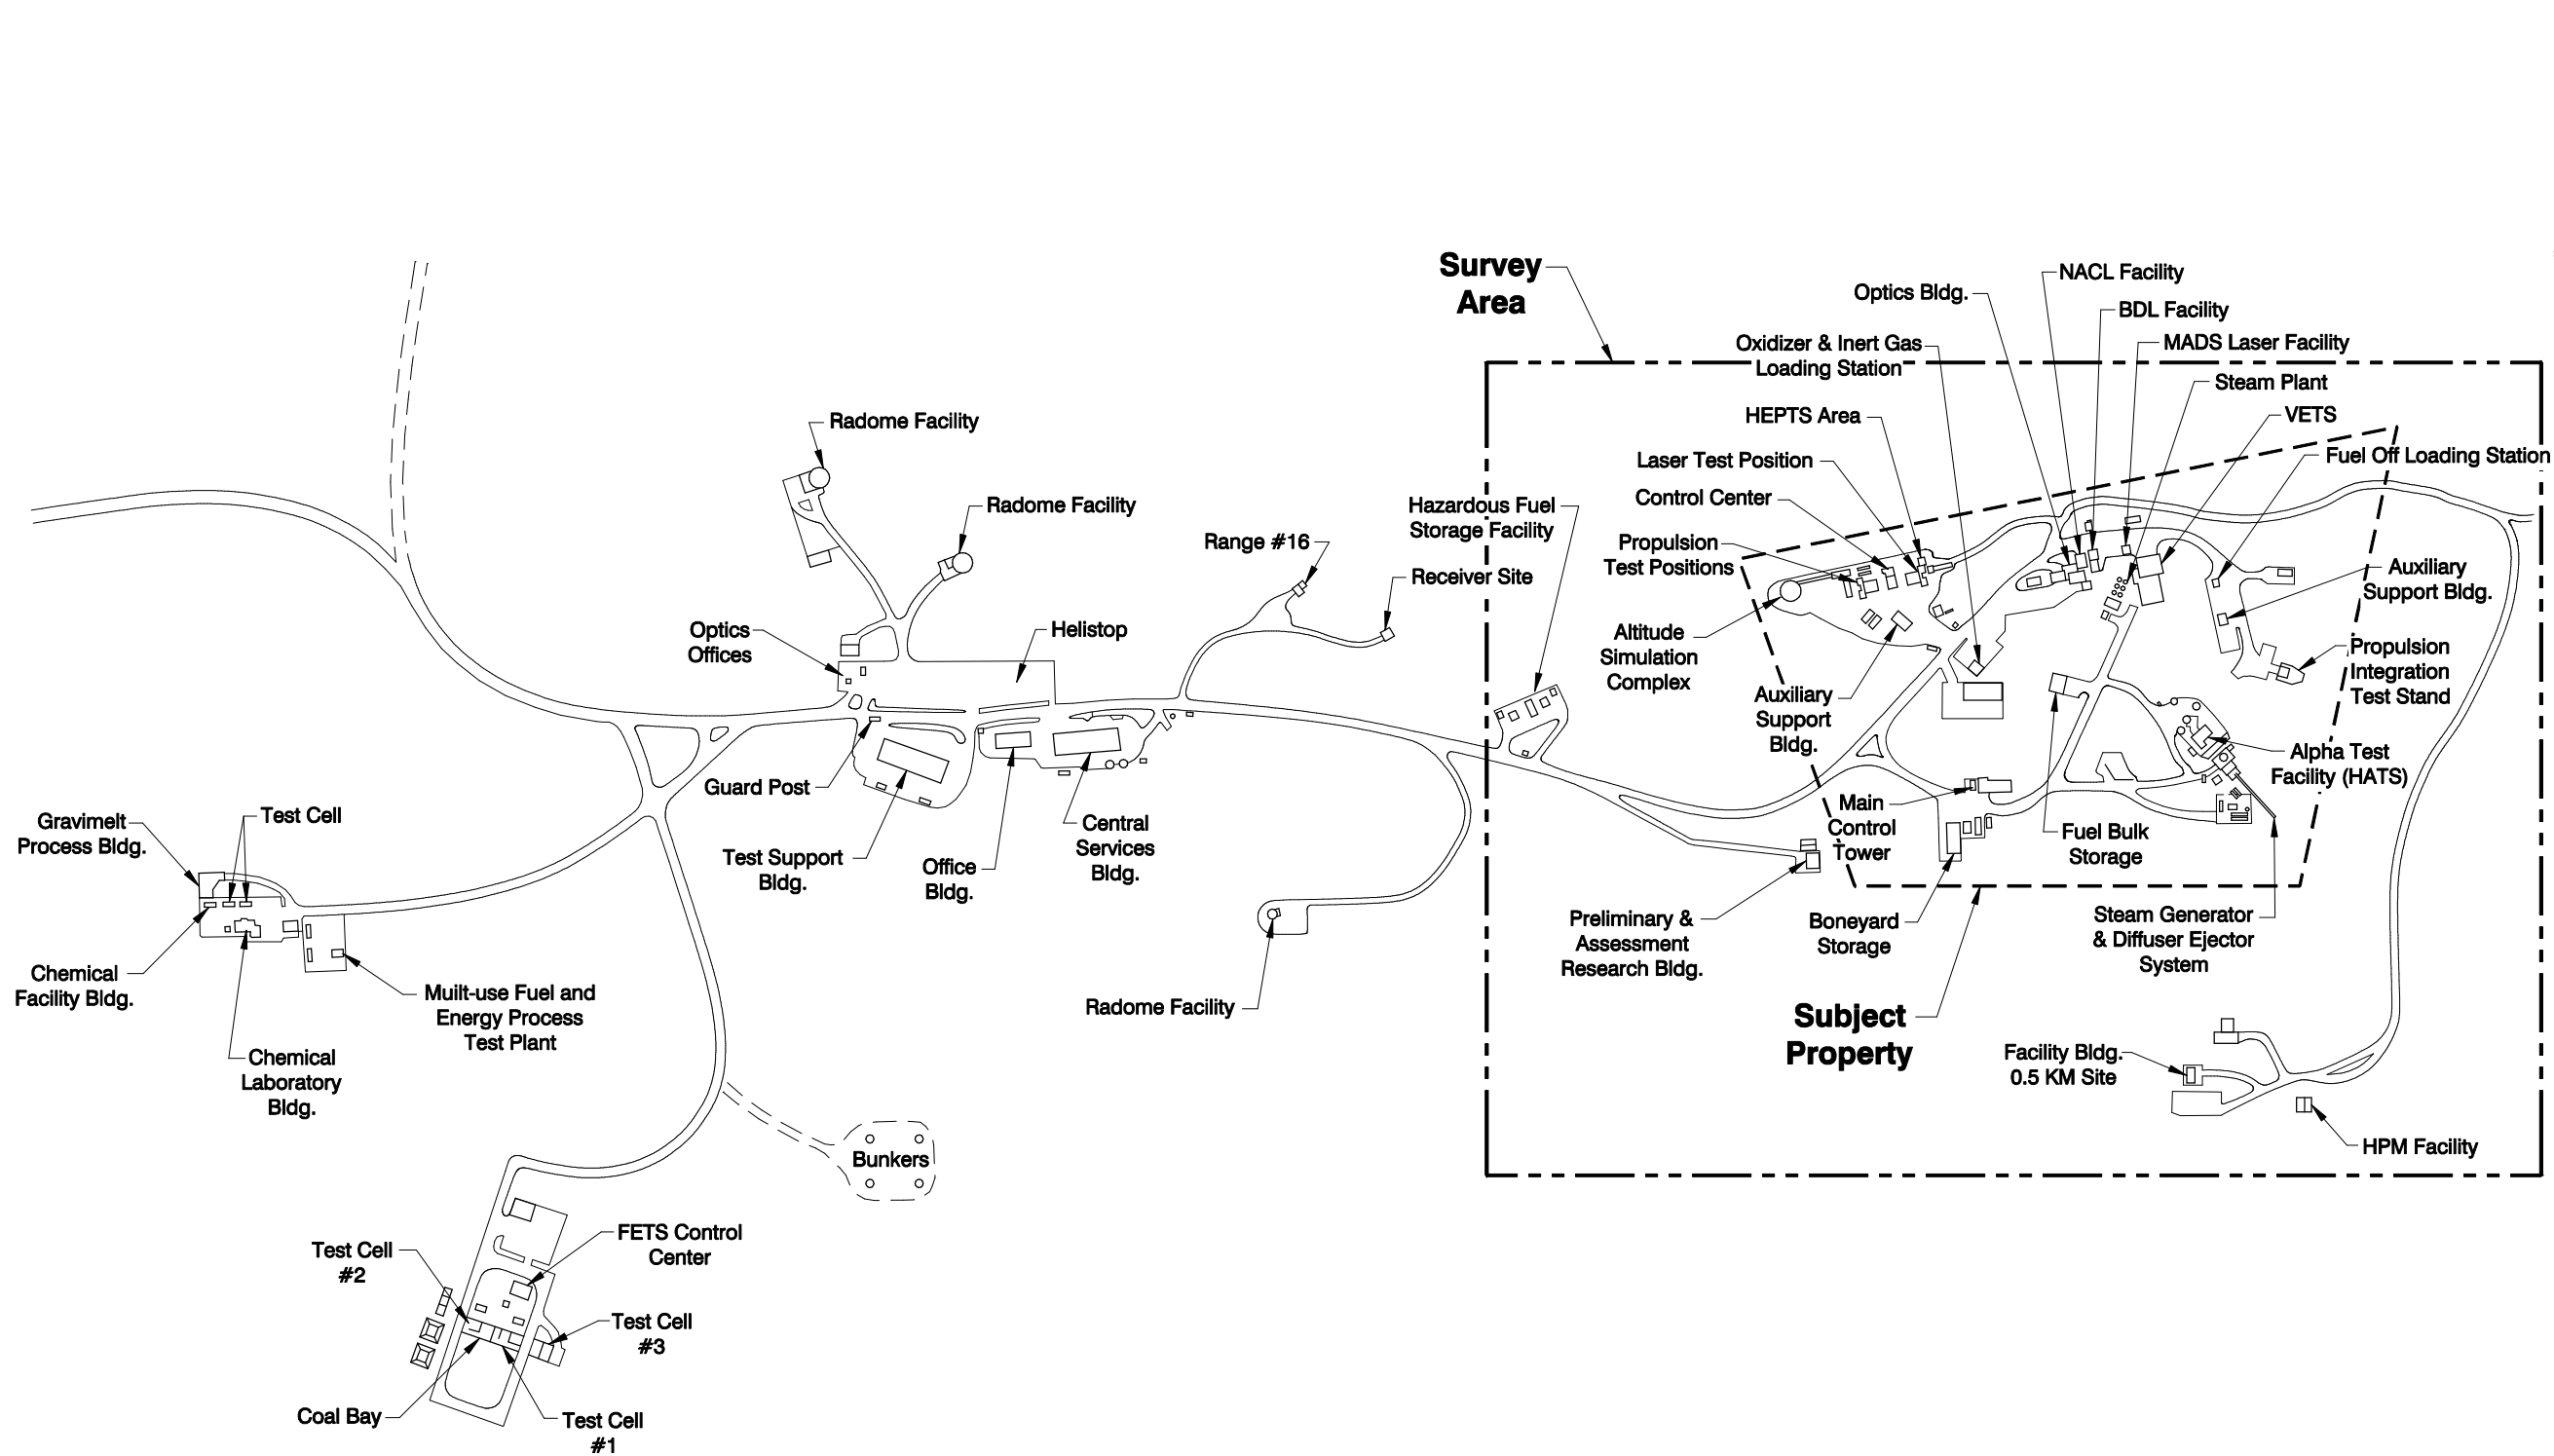 Survey
Area
NACL Facility
Optics Bldg.
BDL Facility
Oxidizer & Inert Gas
Loading Station
MADS Laser Facility
Steam Plant
HEPTS Area
VETS
Radome Facility
Laser Test Position
Fuel Off Loading Station
Control Center
Radome Facility
Hazardous Fuel
Storage Facility
Range #16
Propulsion
Test Positions
Receiver Site
Auxiliary
Support Bldg.
Optics
Offices
Helistop
Altitude
Simulation
Complex
Propulsion
Integration
Test Stand
Auxiliary
Support
Bldg.
Alpha Test
Facility (HATS)
Guard Post
Main
Control
Tower
Test Cell
Gravimelt
Process Bldg.
Central
Services
Bldg.
Fuel Bulk
Storage
Test Support
Bldg.
Office
Bldg.
Preliminary &
Assessment
Research Bldg.
Boneyard
Storage
Steam Generator
& Diffuser Ejector
System
Chemical
Facility Bldg.
Muilt-use Fuel and
Energy Process
Test Plant
Radome Facility
Subject
Property
Chemical
Laboratory
Bldg.
Facility Bldg.
0.5 KM Site
HPM Facility
Bunkers
FETS Control
Center
Test Cell
#2
Test Cell
#3
Coal Bay
Test Cell
#1